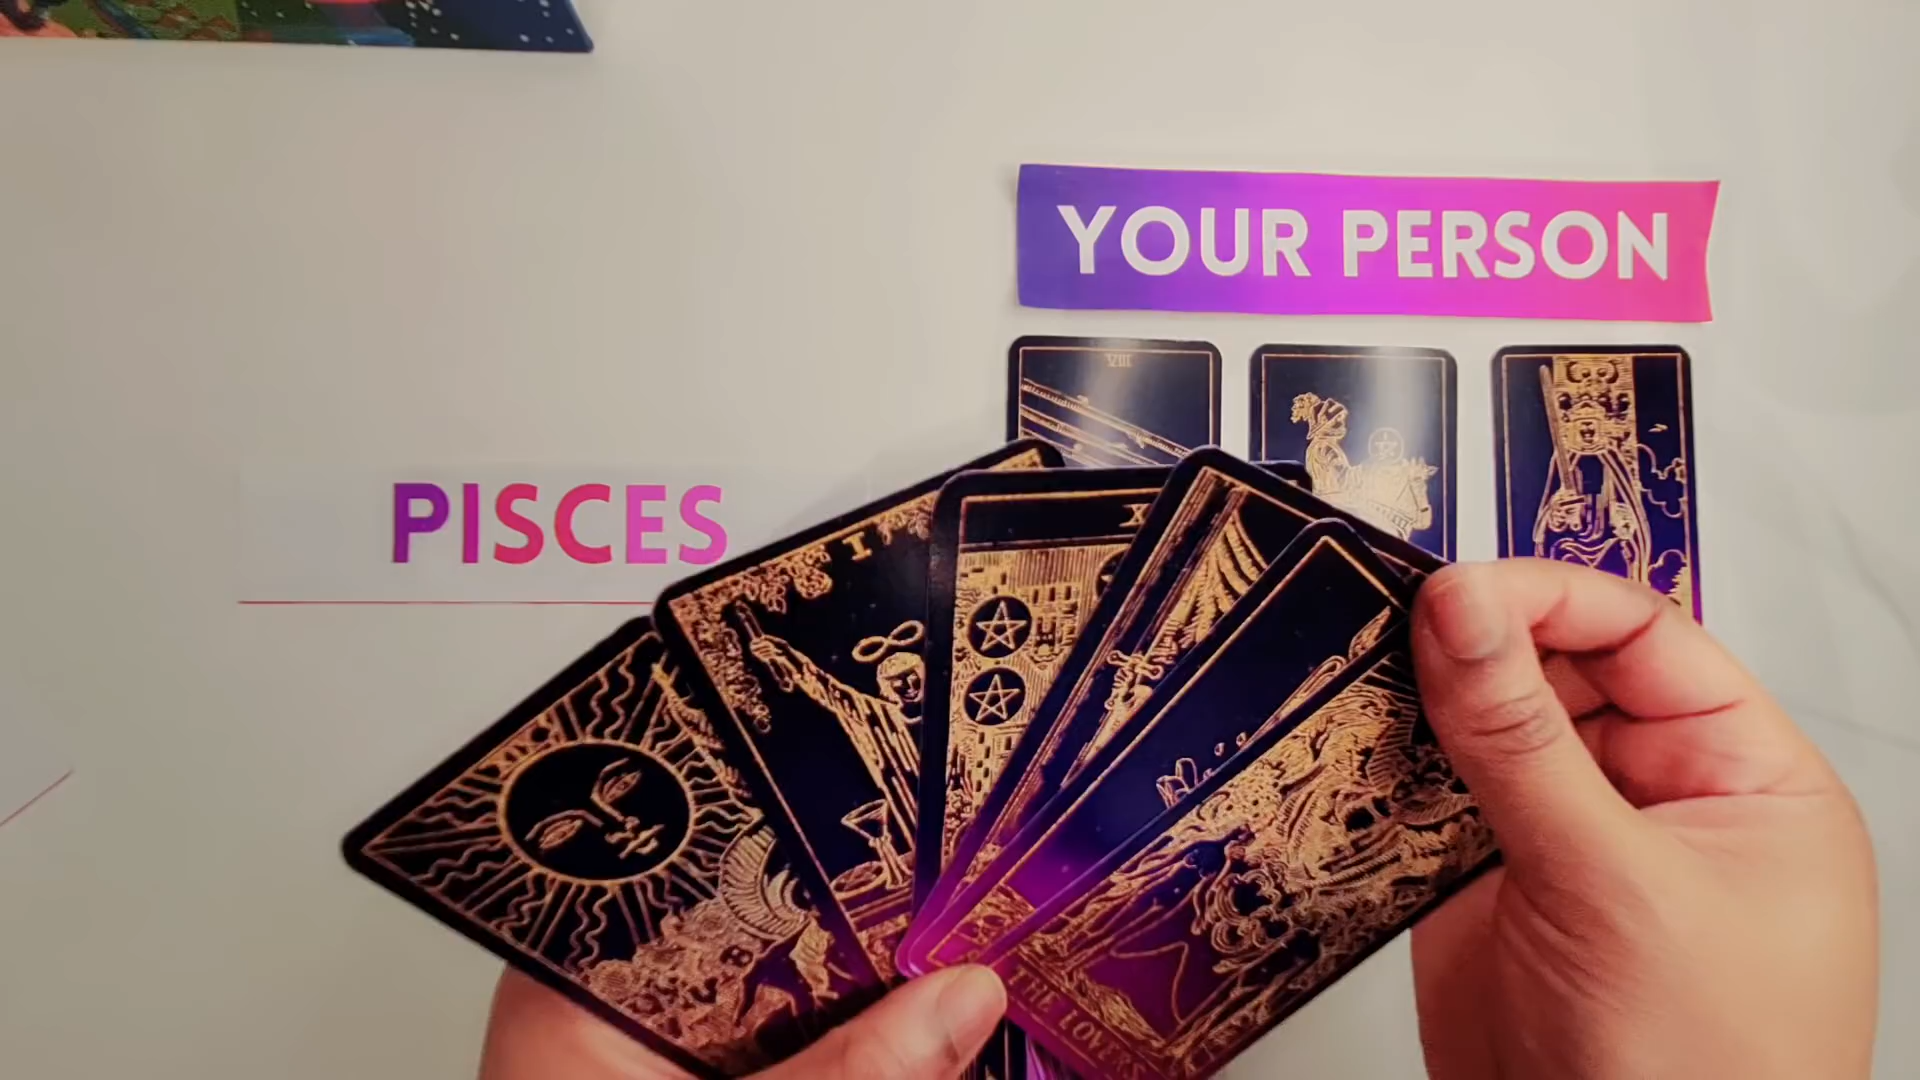 YOUR PERSON
VIII
PISCES
I
X
THE LOVERS